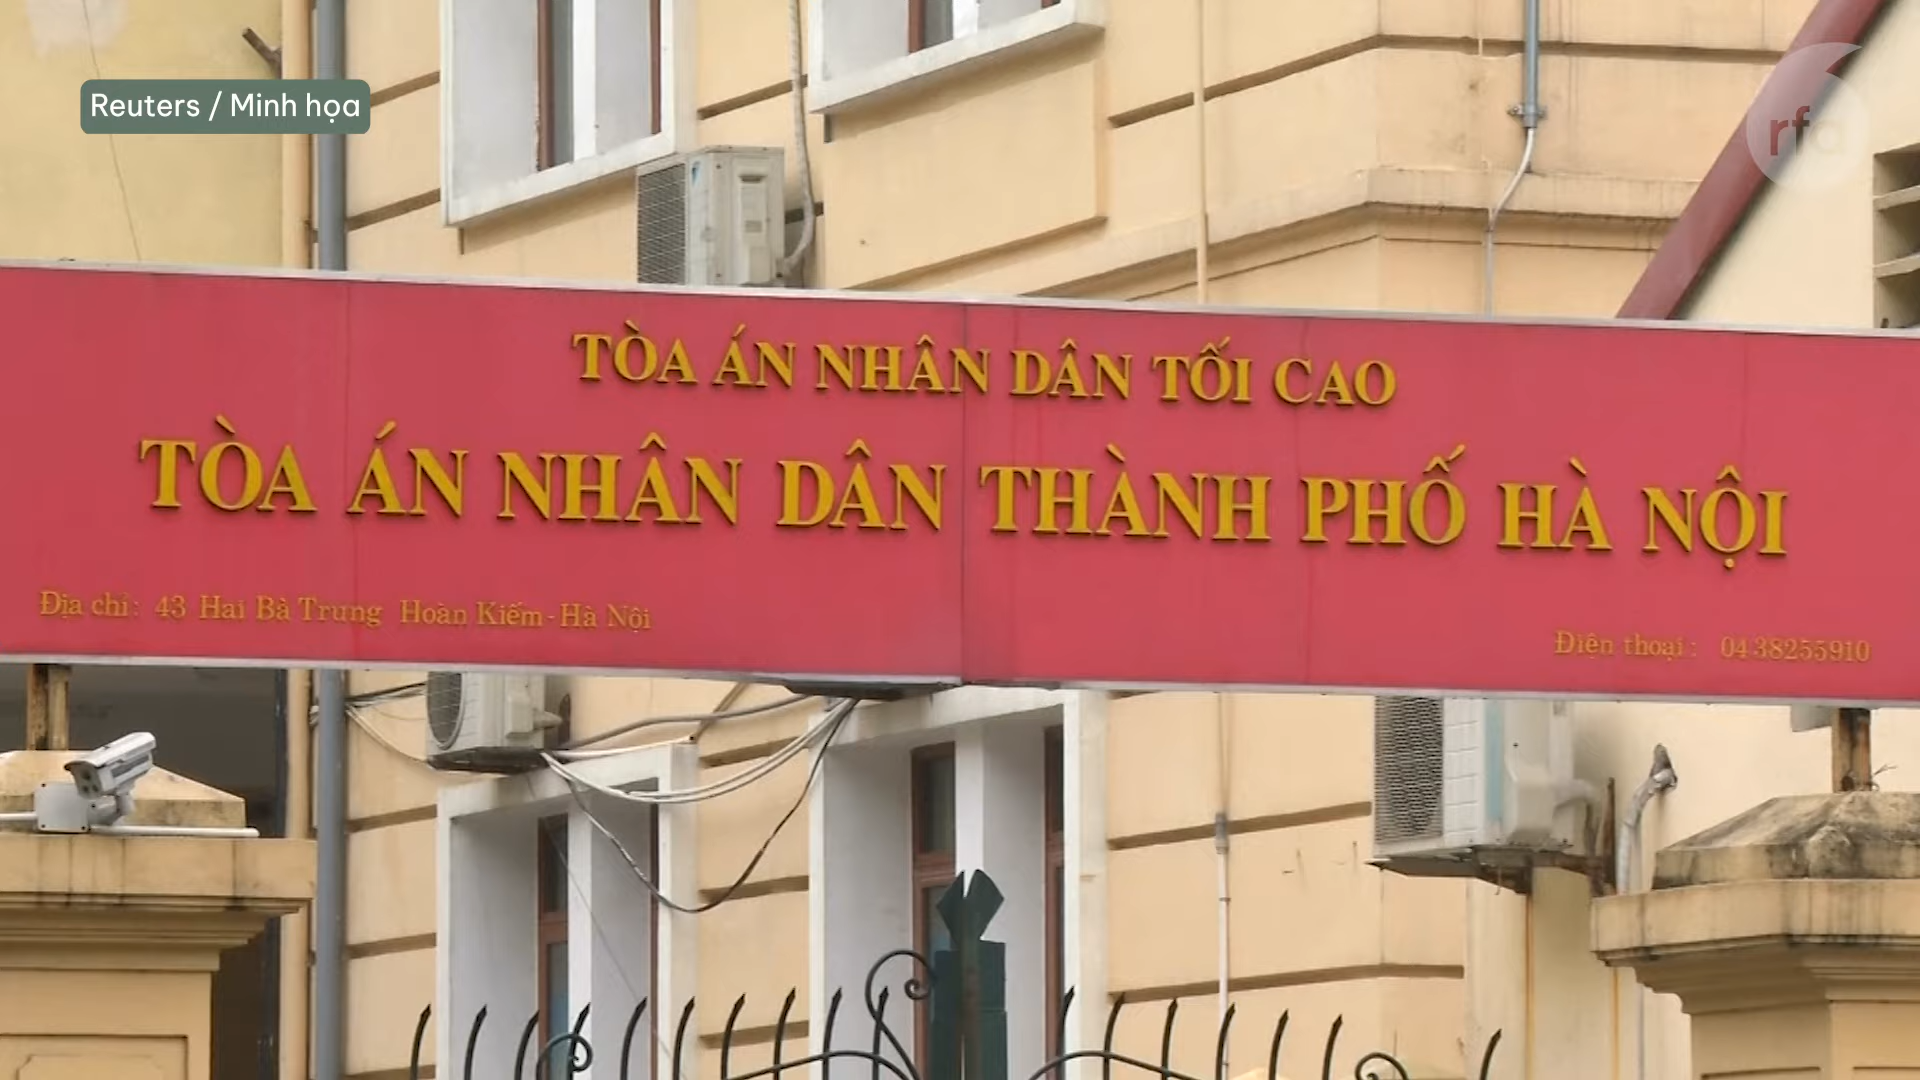 Reuters / Minh họa
rfa
TÒA ÁN NHÂN DÂN TỐI CAO
TÒA ÁN NHÂN DÂN THÀNH PHỐ HÀ NỘI
Địa chỉ: 43 Hai Bà Trưng Hoàn Kiếm - Hà Nội
Điện thoại: 04 38255910